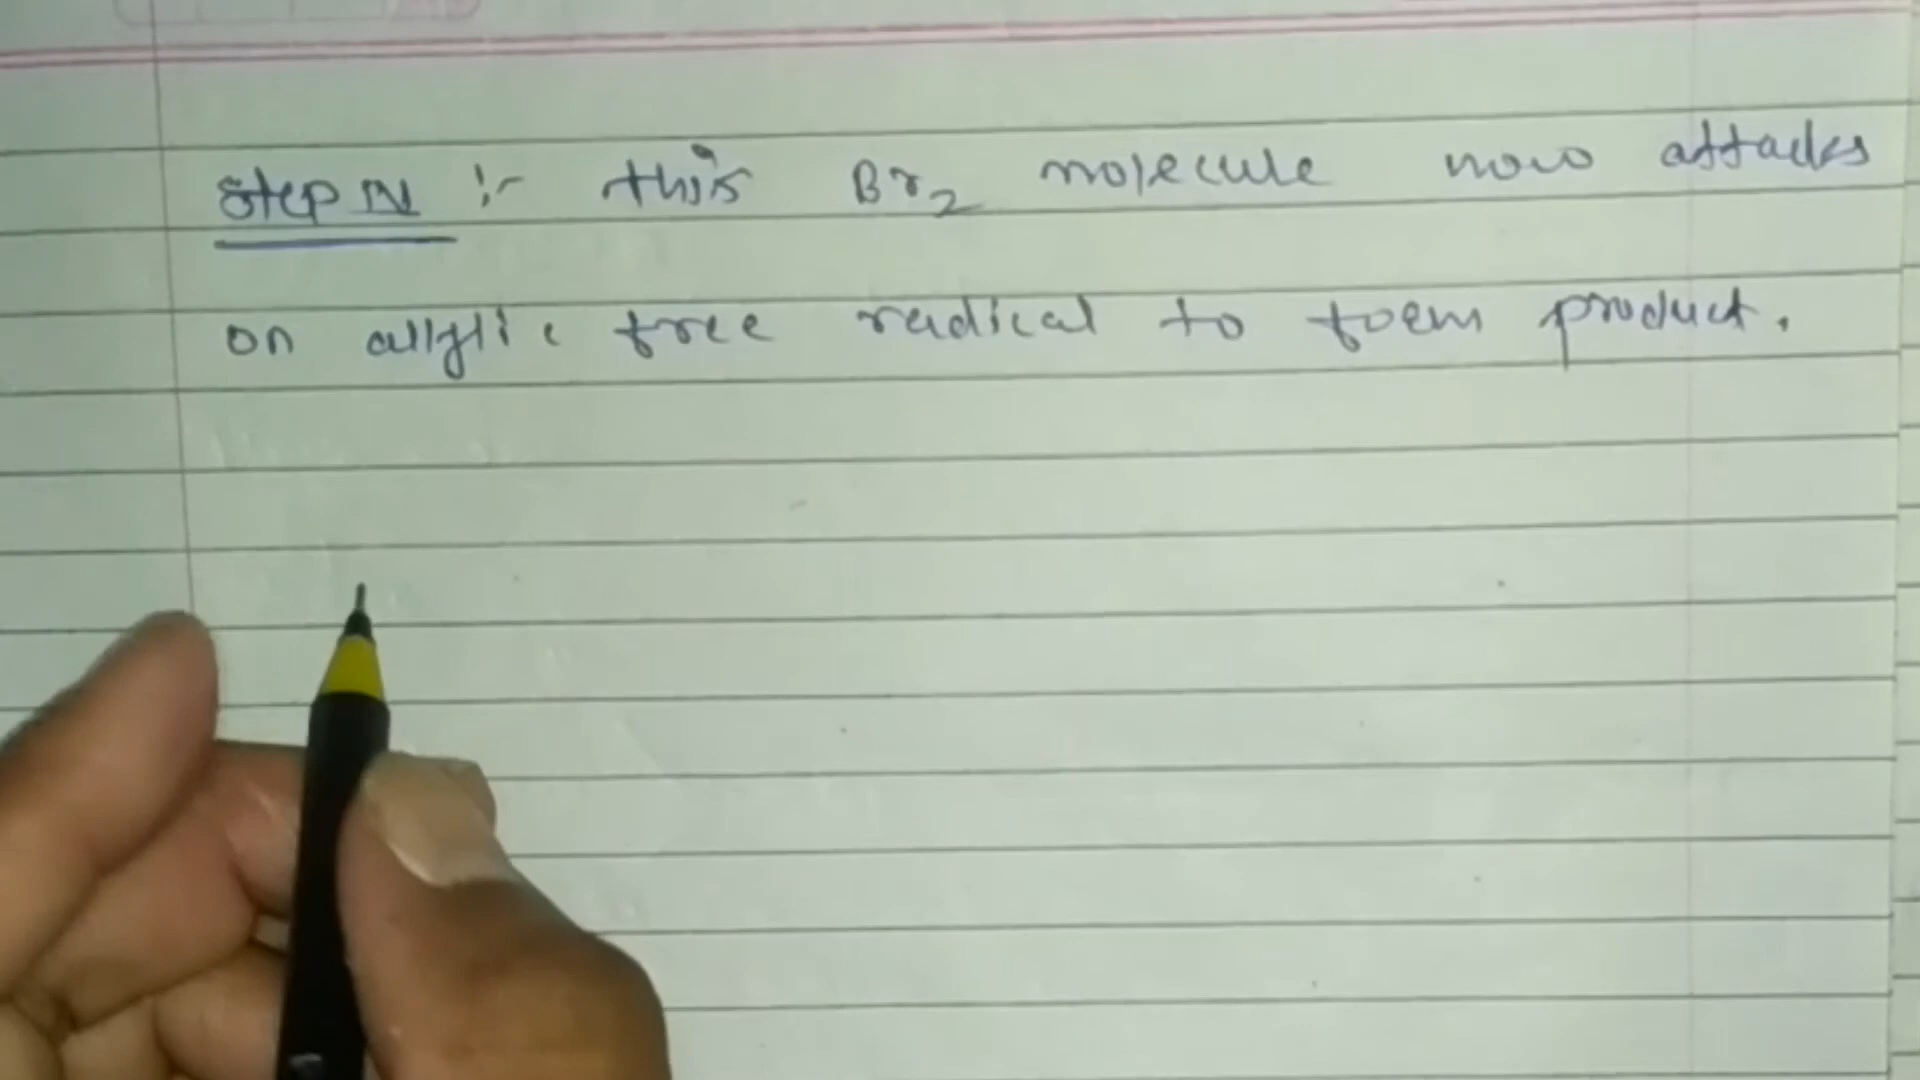 Step IV :- this Br2 molecule now attacks
on allylic free radical to form product.